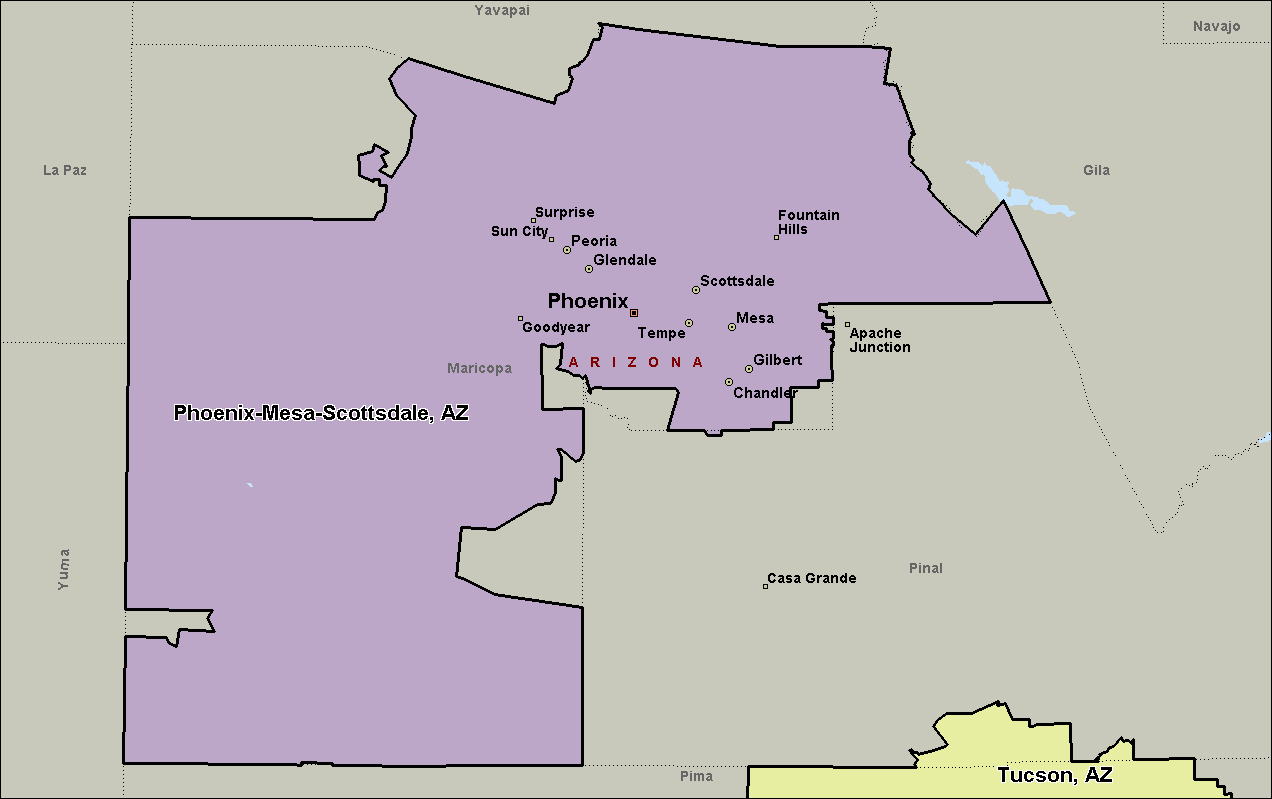 Yavapai
Navajo
La Paz
Gila
Surprise
Fountain
Hills
Sun City
Peoria
Glendale
Scottsdale
Phoenix
Mesa
Goodyear
Tempe
Apache
Junction
ARIZONA
Gilbert
Maricopa
Chandler
Phoenix-Mesa-Scottsdale, AZ
Yuma
Pinal
Casa Grande
Pima
Tucson, AZ